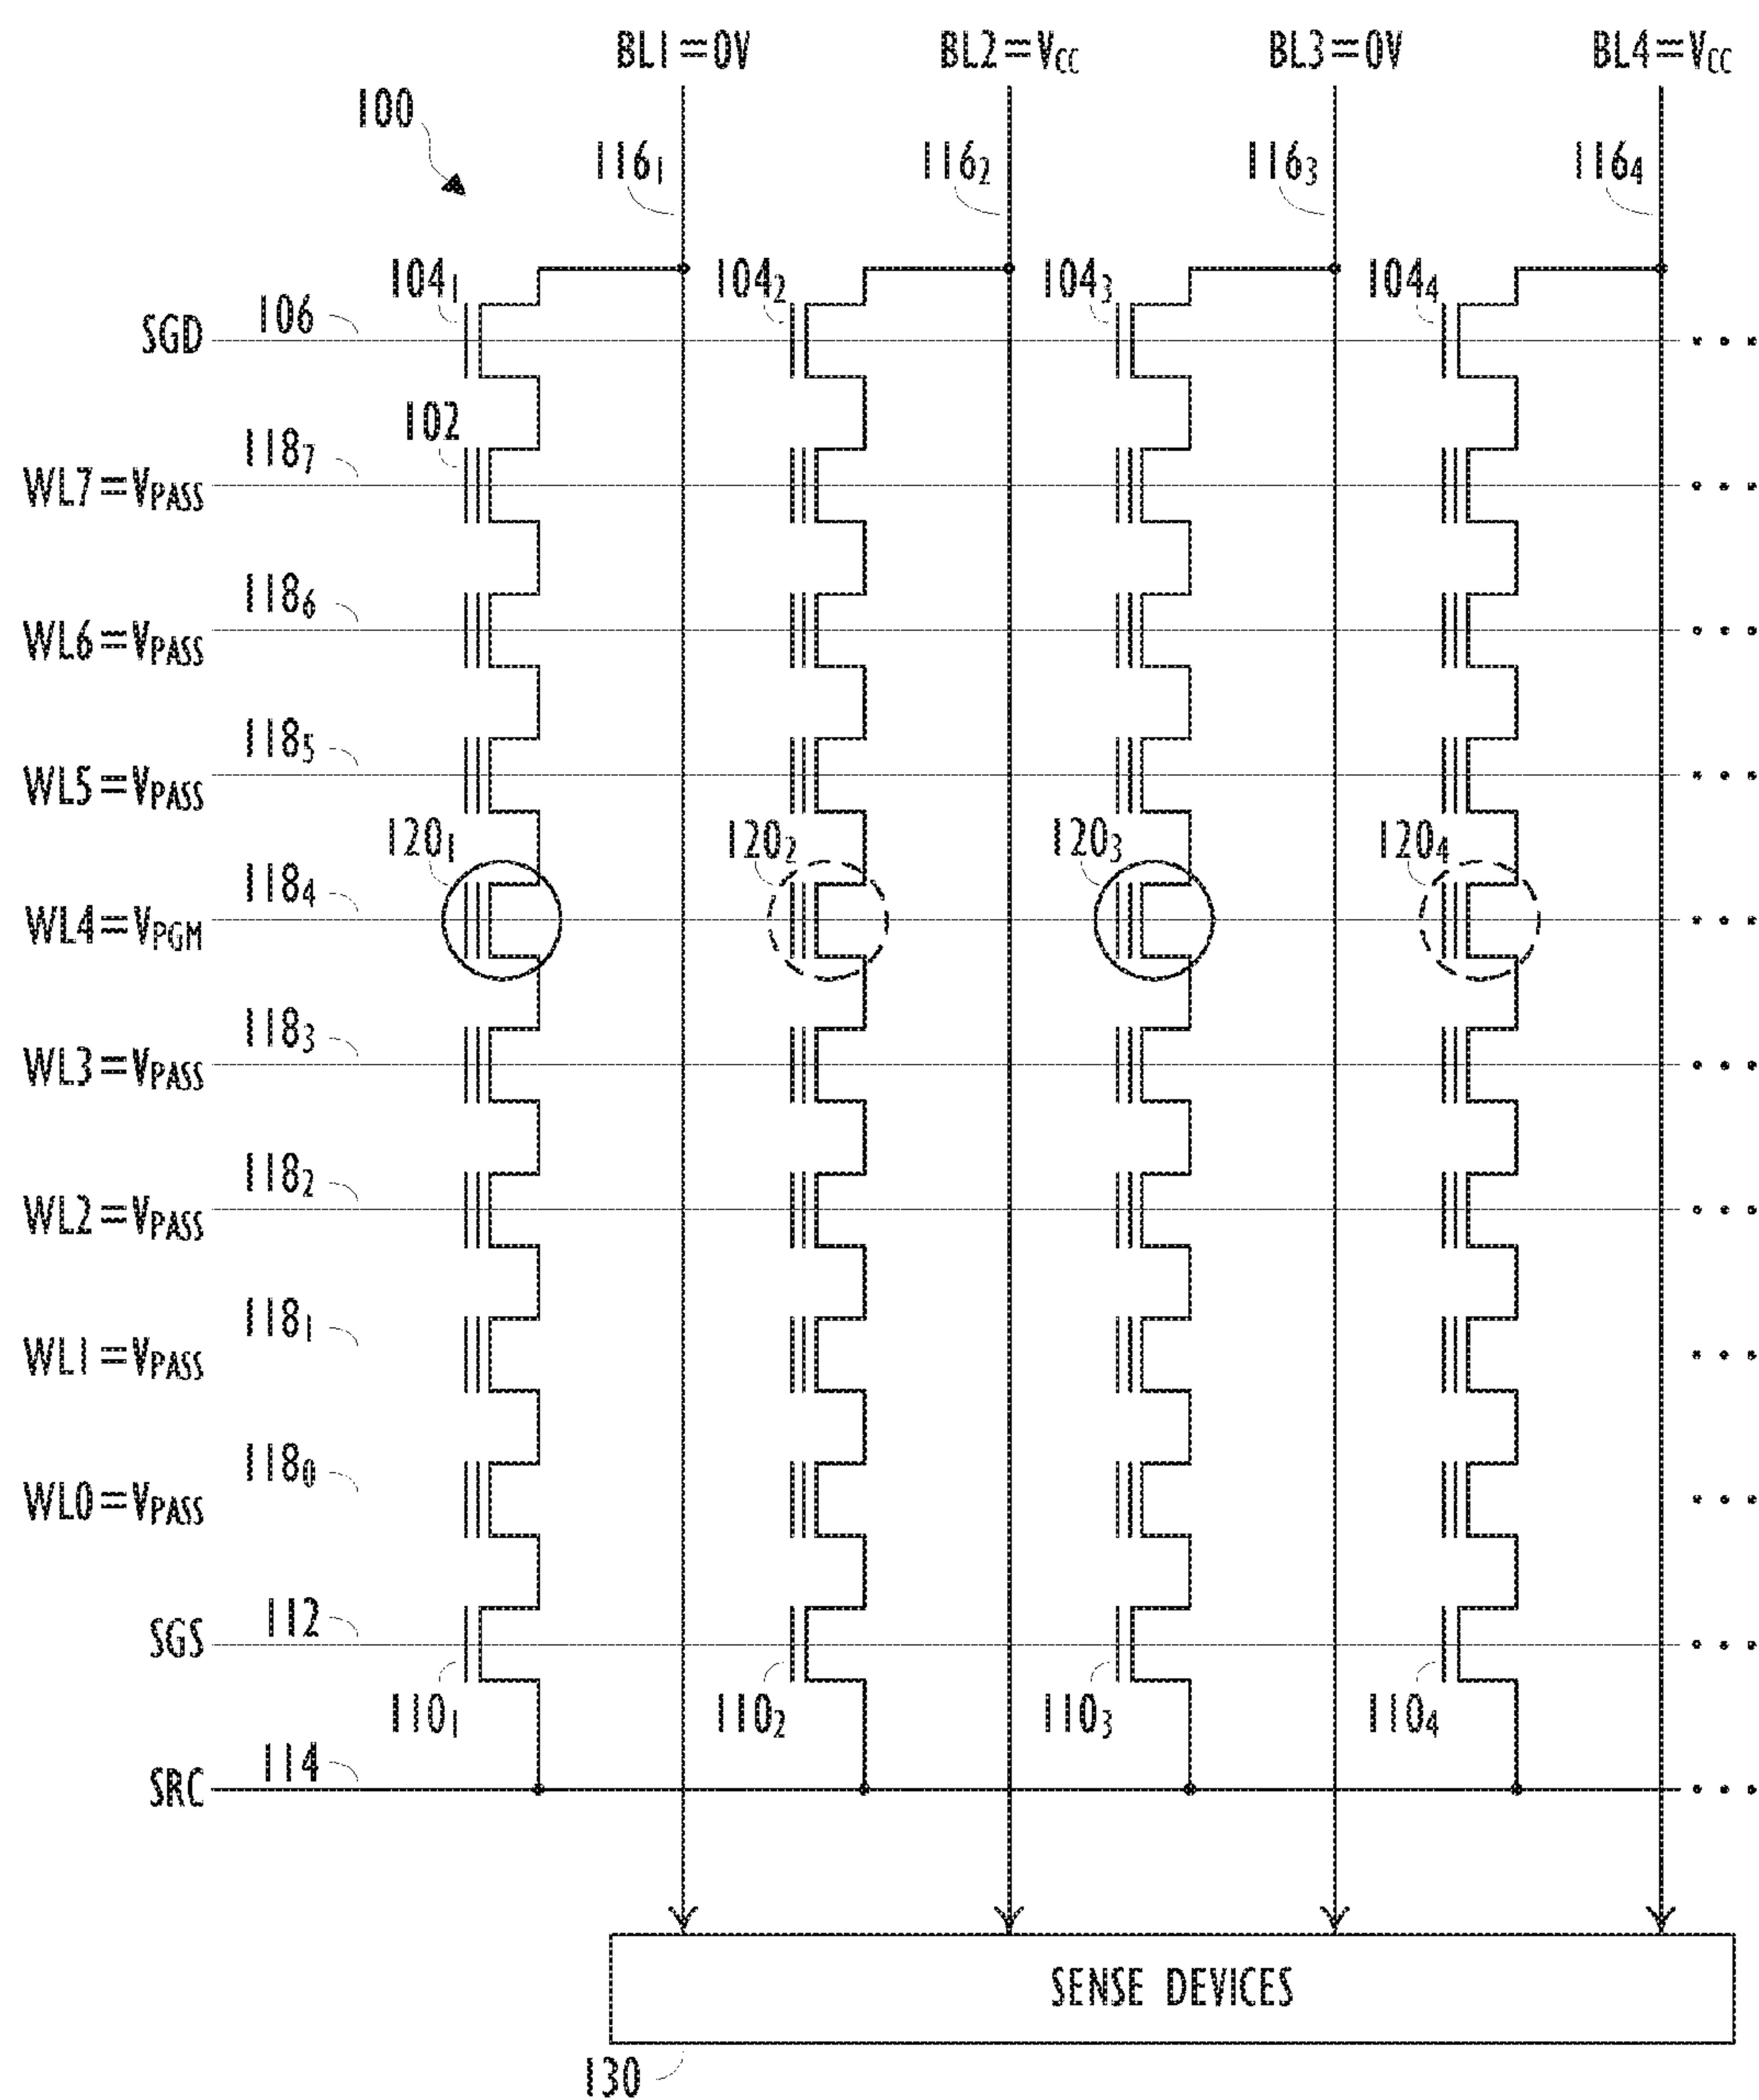 BL1=0V BL2=VCC BL3=0V BL4=VCC
100
116₁ 116₂ 116₃ 116₄
104₁ 104₂ 104₃ 104₄
SGD 106
102
WL7=VPASS 118₇
WL6=VPASS 118₆
WL5=VPASS 118₅
120₁ 120₂ 120₃ 120₄
WL4=VPGM 118₄
WL3=VPASS 118₃
WL2=VPASS 118₂
WL1=VPASS 118₁
WL0=VPASS 118₀
SGS 112
110₁ 110₂ 110₃ 110₄
SRC 114
SENSE DEVICES
130